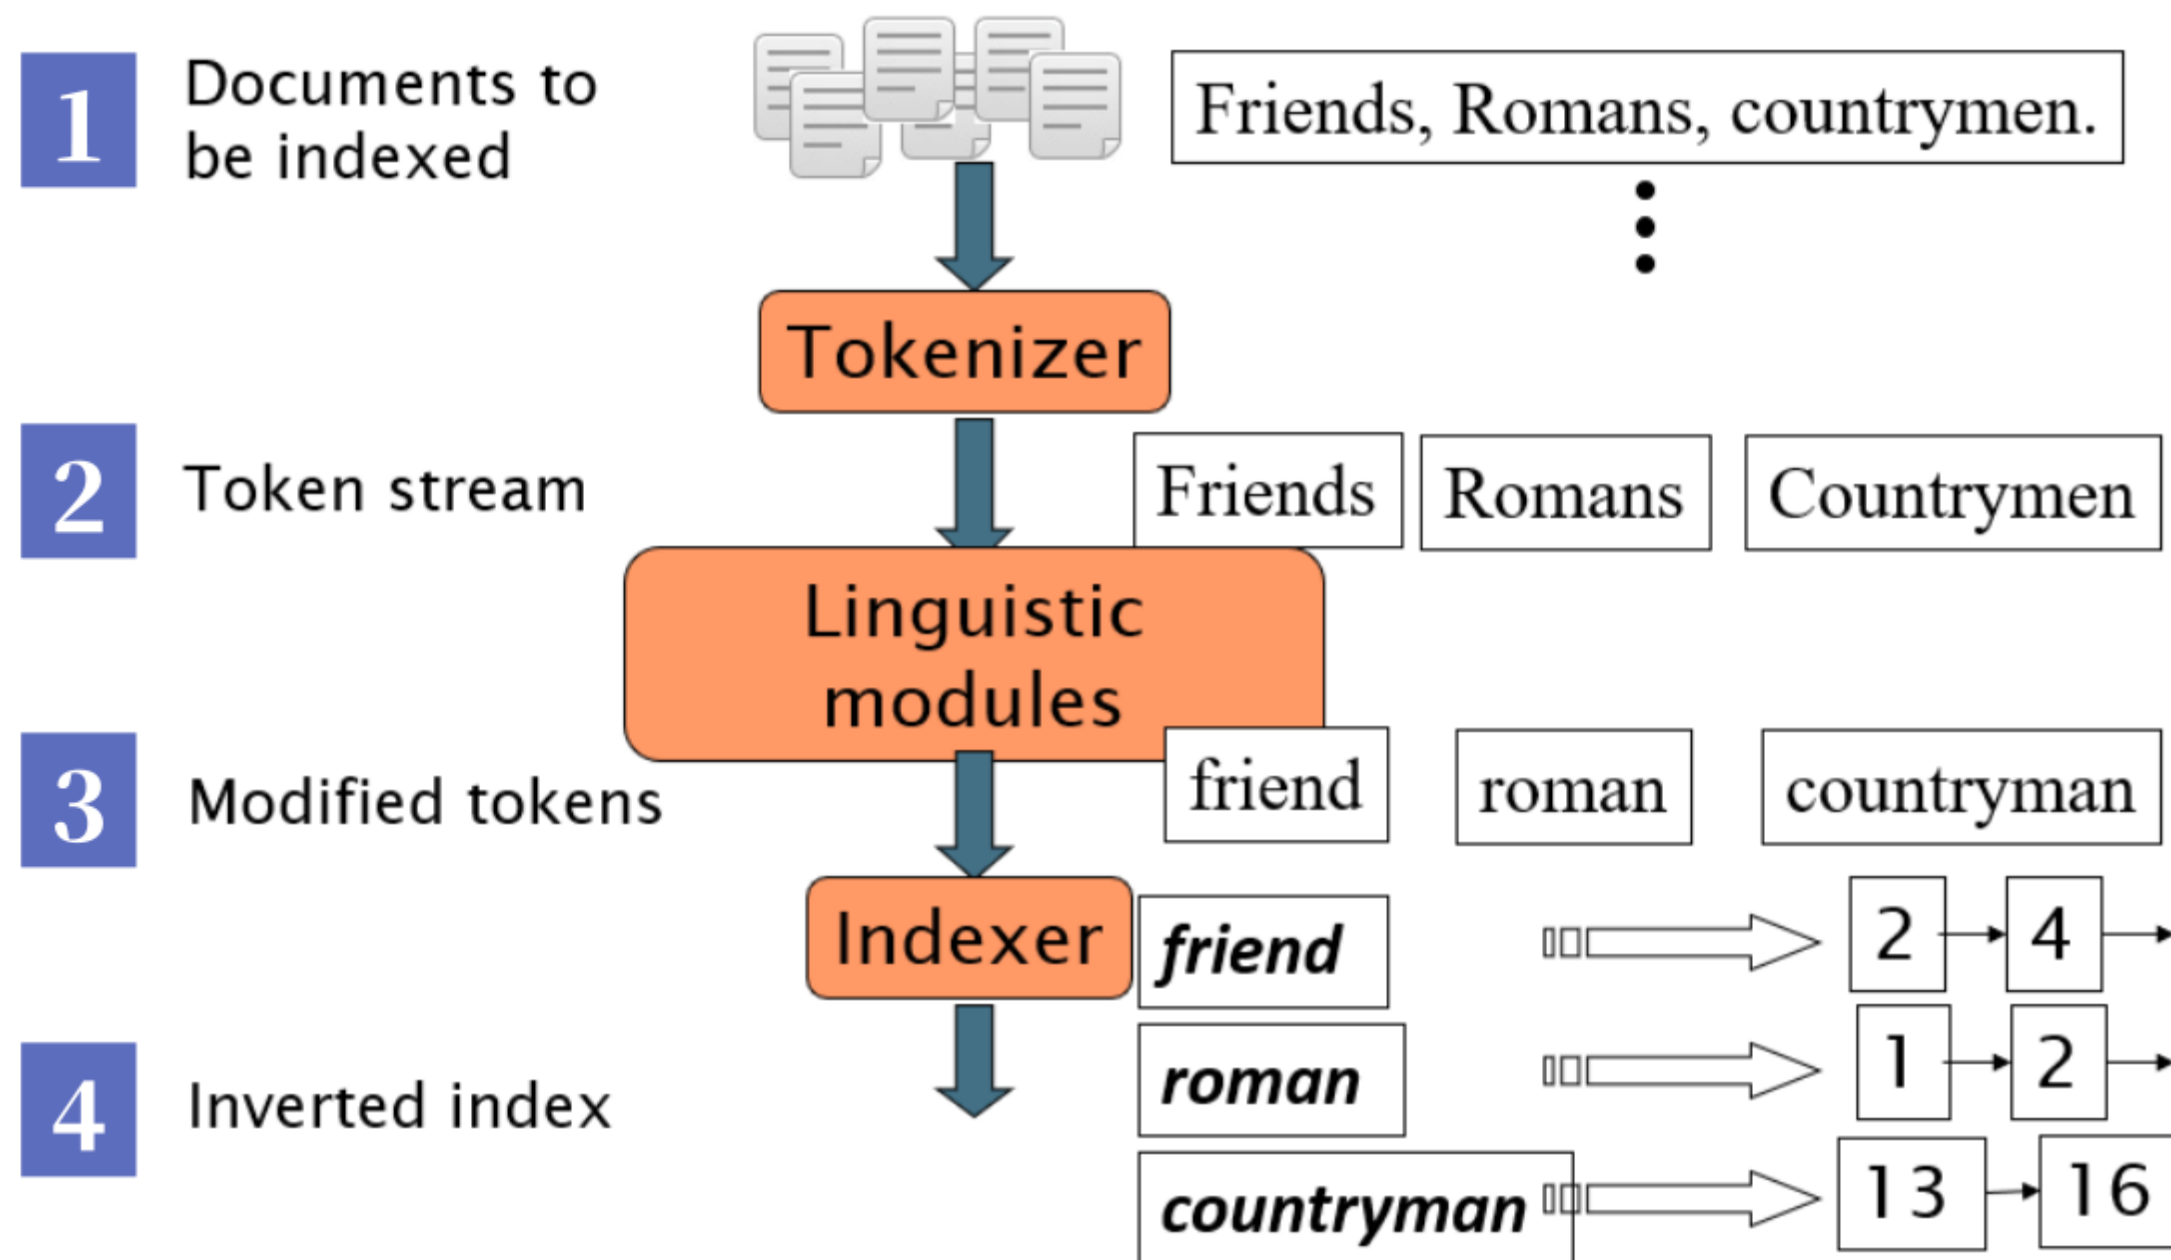 1
Documents to
be indexed
Friends, Romans, countrymen.
Tokenizer
2
Token stream
Friends
Romans
Countrymen
Linguistic
modules
3
Modified tokens
friend
roman
countryman
Indexer
friend
2
4
roman
1
2
4
Inverted index
countryman
13
16